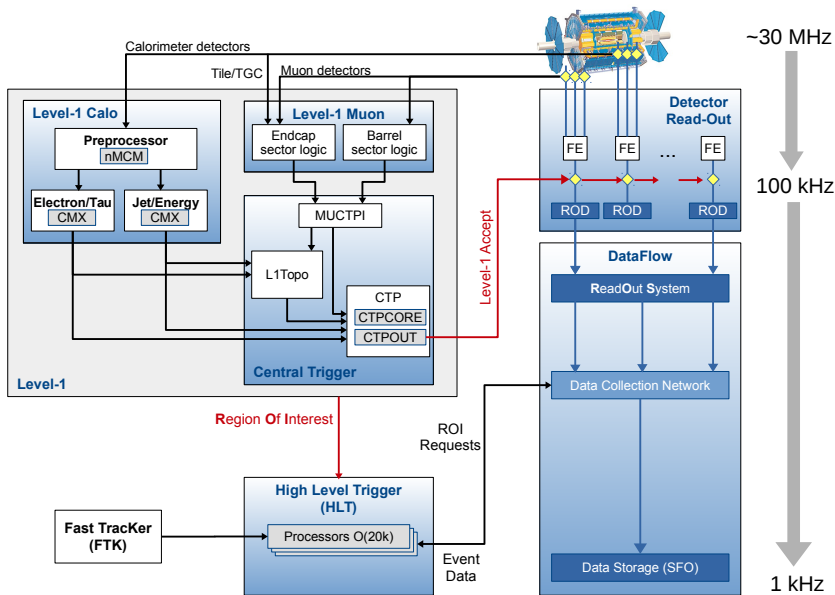 Calorimeter detectors
Tile/TGC
Muon detectors
~30 MHz
Level-1 Calo
Preprocessor
nMCM
Electron/Tau
CMX
Jet/Energy
CMX
Level-1 Muon
Endcap
sector logic
Barrel
sector logic
MUCTPI
L1Topo
CTP
CTPCORE
CTPOUT
Central Trigger
Level-1
Level-1 Accept
Detector
Read-Out
FE
FE
...
FE
100 kHz
ROD
ROD
ROD
DataFlow
ReadOut System
Data Collection Network
Data Storage (SFO)
Region Of Interest
ROI
Requests
High Level Trigger
(HLT)
Processors O(20k)
Fast TracKer
(FTK)
Event
Data
1 kHz